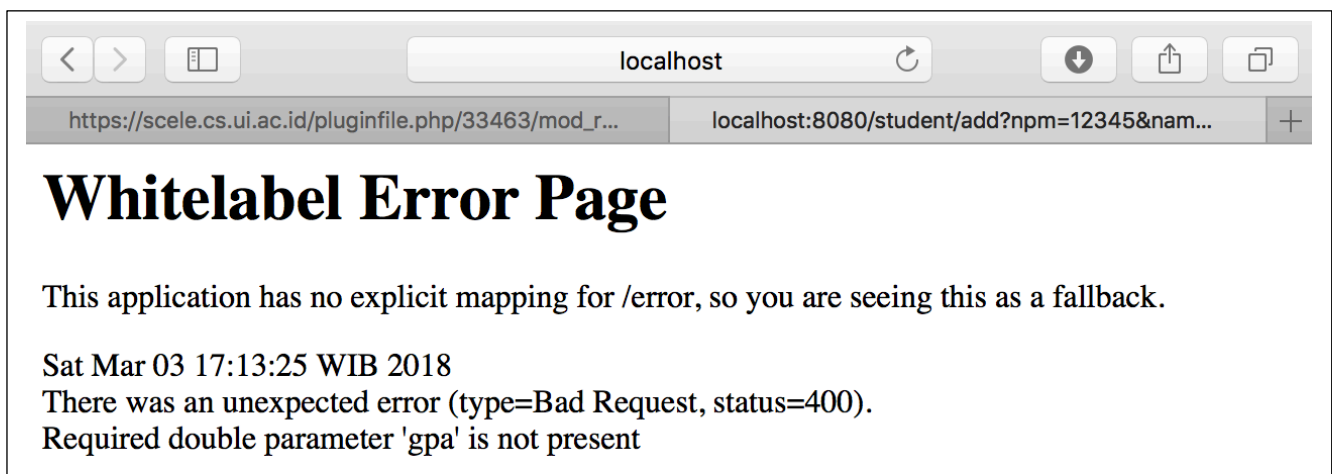 localhost
https://scele.cs.ui.ac.id/pluginfile.php/33463/mod_r...
localhost:8080/student/add?npm=12345&nam...
Whitelabel Error Page
This application has no explicit mapping for /error, so you are seeing this as a fallback.
Sat Mar 03 17:13:25 WIB 2018
There was an unexpected error (type=Bad Request, status=400).
Required double parameter 'gpa' is not present